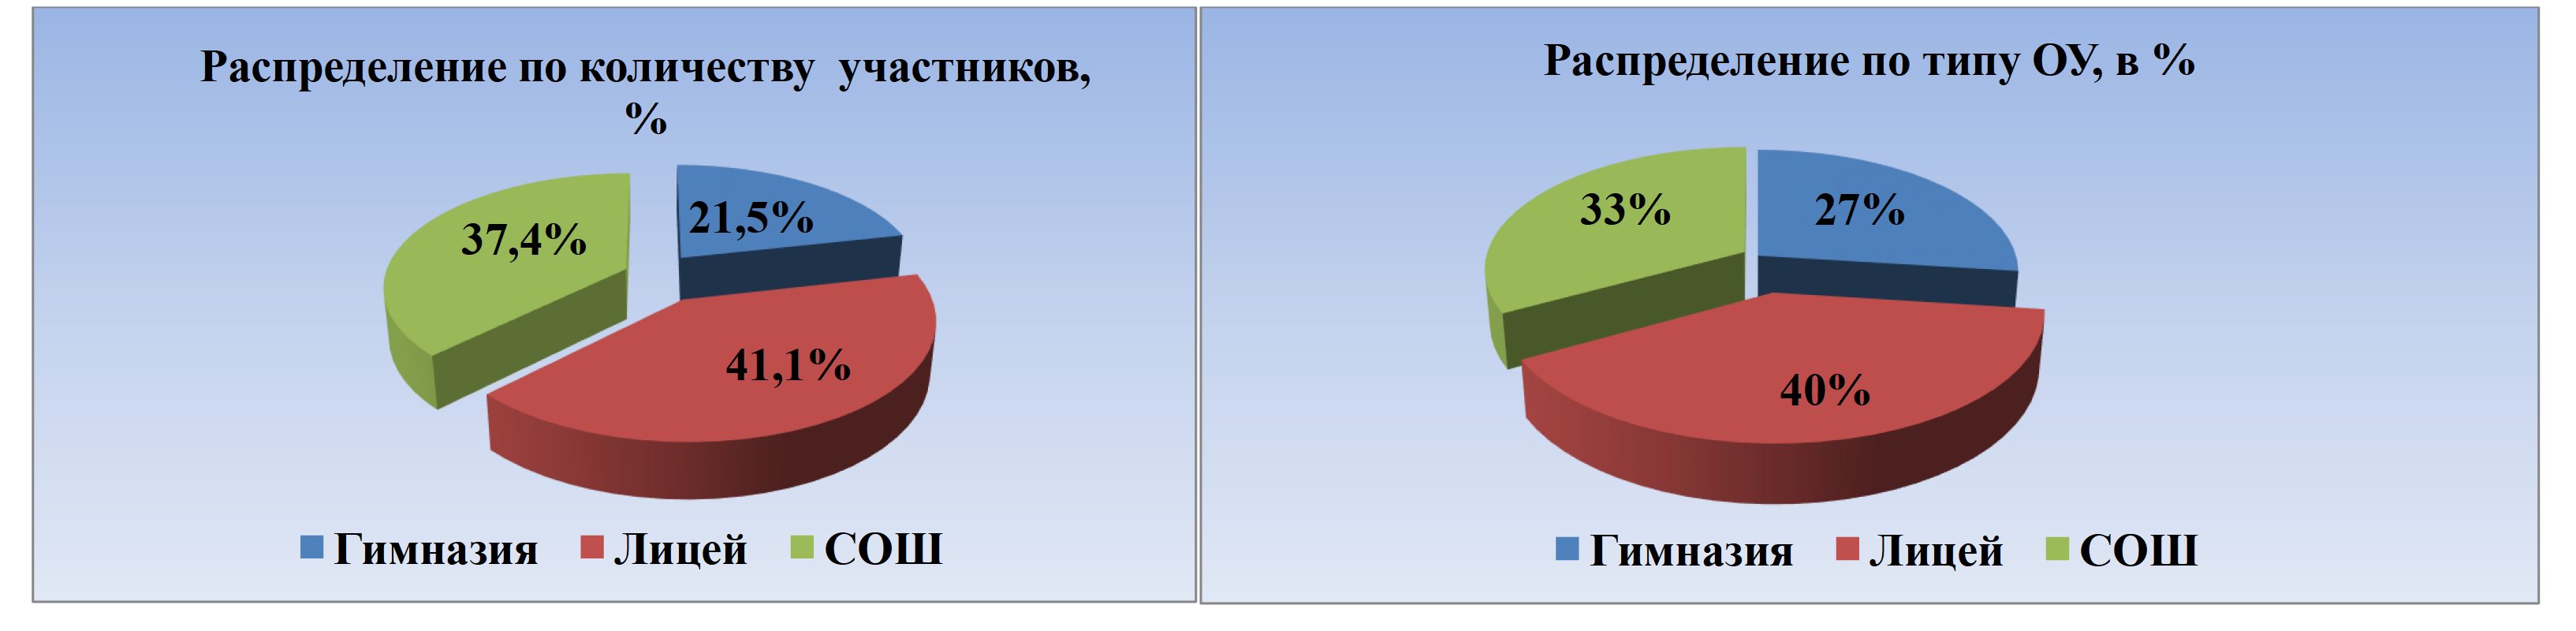 Распределение по количеству участников,
%
37,4%
21,5%
41,1%
Гимназия Лицей СОШ
Распределение по типу ОУ, в %
33%
27%
40%
Гимназия Лицей СОШ